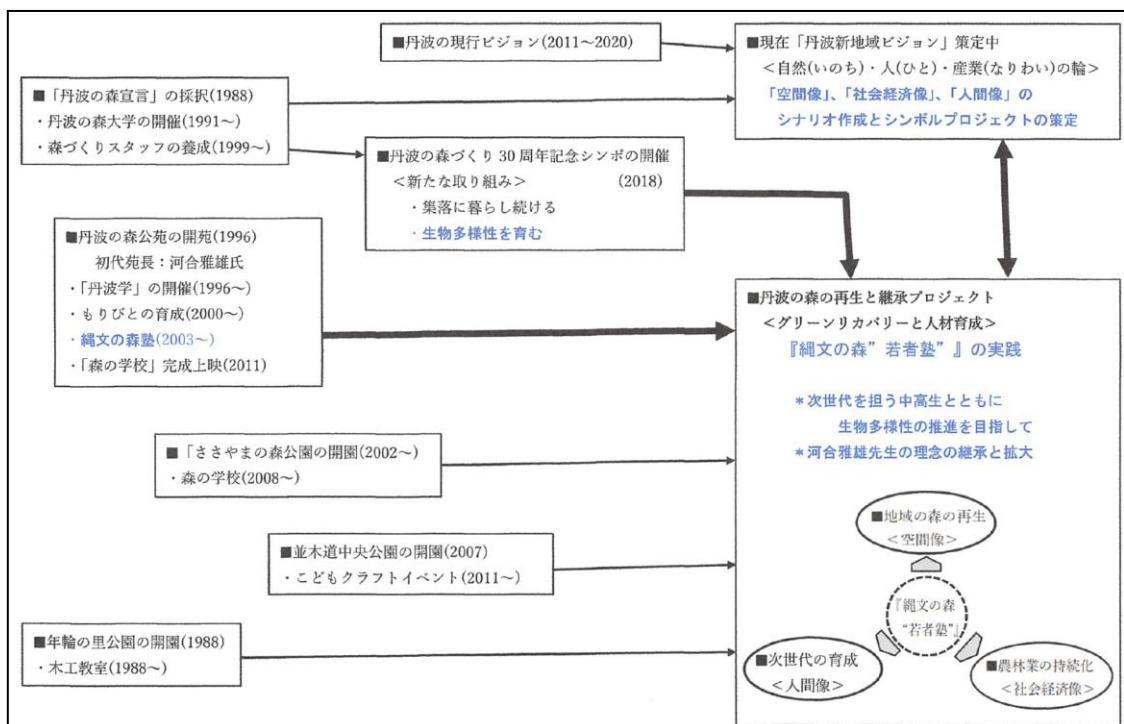 ■丹波の現行ビジョン(2011～2020)
■現在「丹波新地域ビジョン」策定中
＜自然(いのち)・人(ひと)・産業(なりわい)の輪＞
「空間像」、「社会経済像」、「人間像」の
シナリオ作成とシンボルプロジェクトの策定
■「丹波の森宣言」の採択(1988)
・丹波の森大学の開催(1991～)
・森づくりスタッフの養成(1999～)
■丹波の森づくり30周年記念シンポの開催
＜新たな取り組み＞ (2018)
・集落に暮らし続ける
・生物多様性を育む
■丹波の森公苑の開苑(1996)
初代苑長：河合雅雄氏
・「丹波学」の開催(1996～)
・もりびとの育成(2000～)
・縄文の森塾(2003～)
・「森の学校」完成上映(2011)
■「ささやまの森公園の開園(2002～)
・森の学校(2008～)
■並木道中央公園の開園(2007)
・こどもクラフトイベント(2011～)
■年輪の里公園の開園(1988)
・木工教室(1988～)
■丹波の森の再生と継承プロジェクト
＜グリーンリカバリーと人材育成＞
『縄文の森”若者塾”』の実践
＊次世代を担う中高生とともに
生物多様性の推進を目指して
＊河合雅雄先生の理念の継承と拡大
■地域の森の再生
＜空間像＞
『縄文の森
“若者塾”』
■次世代の育成
＜人間像＞
■農林業の持続化
＜社会経済像＞